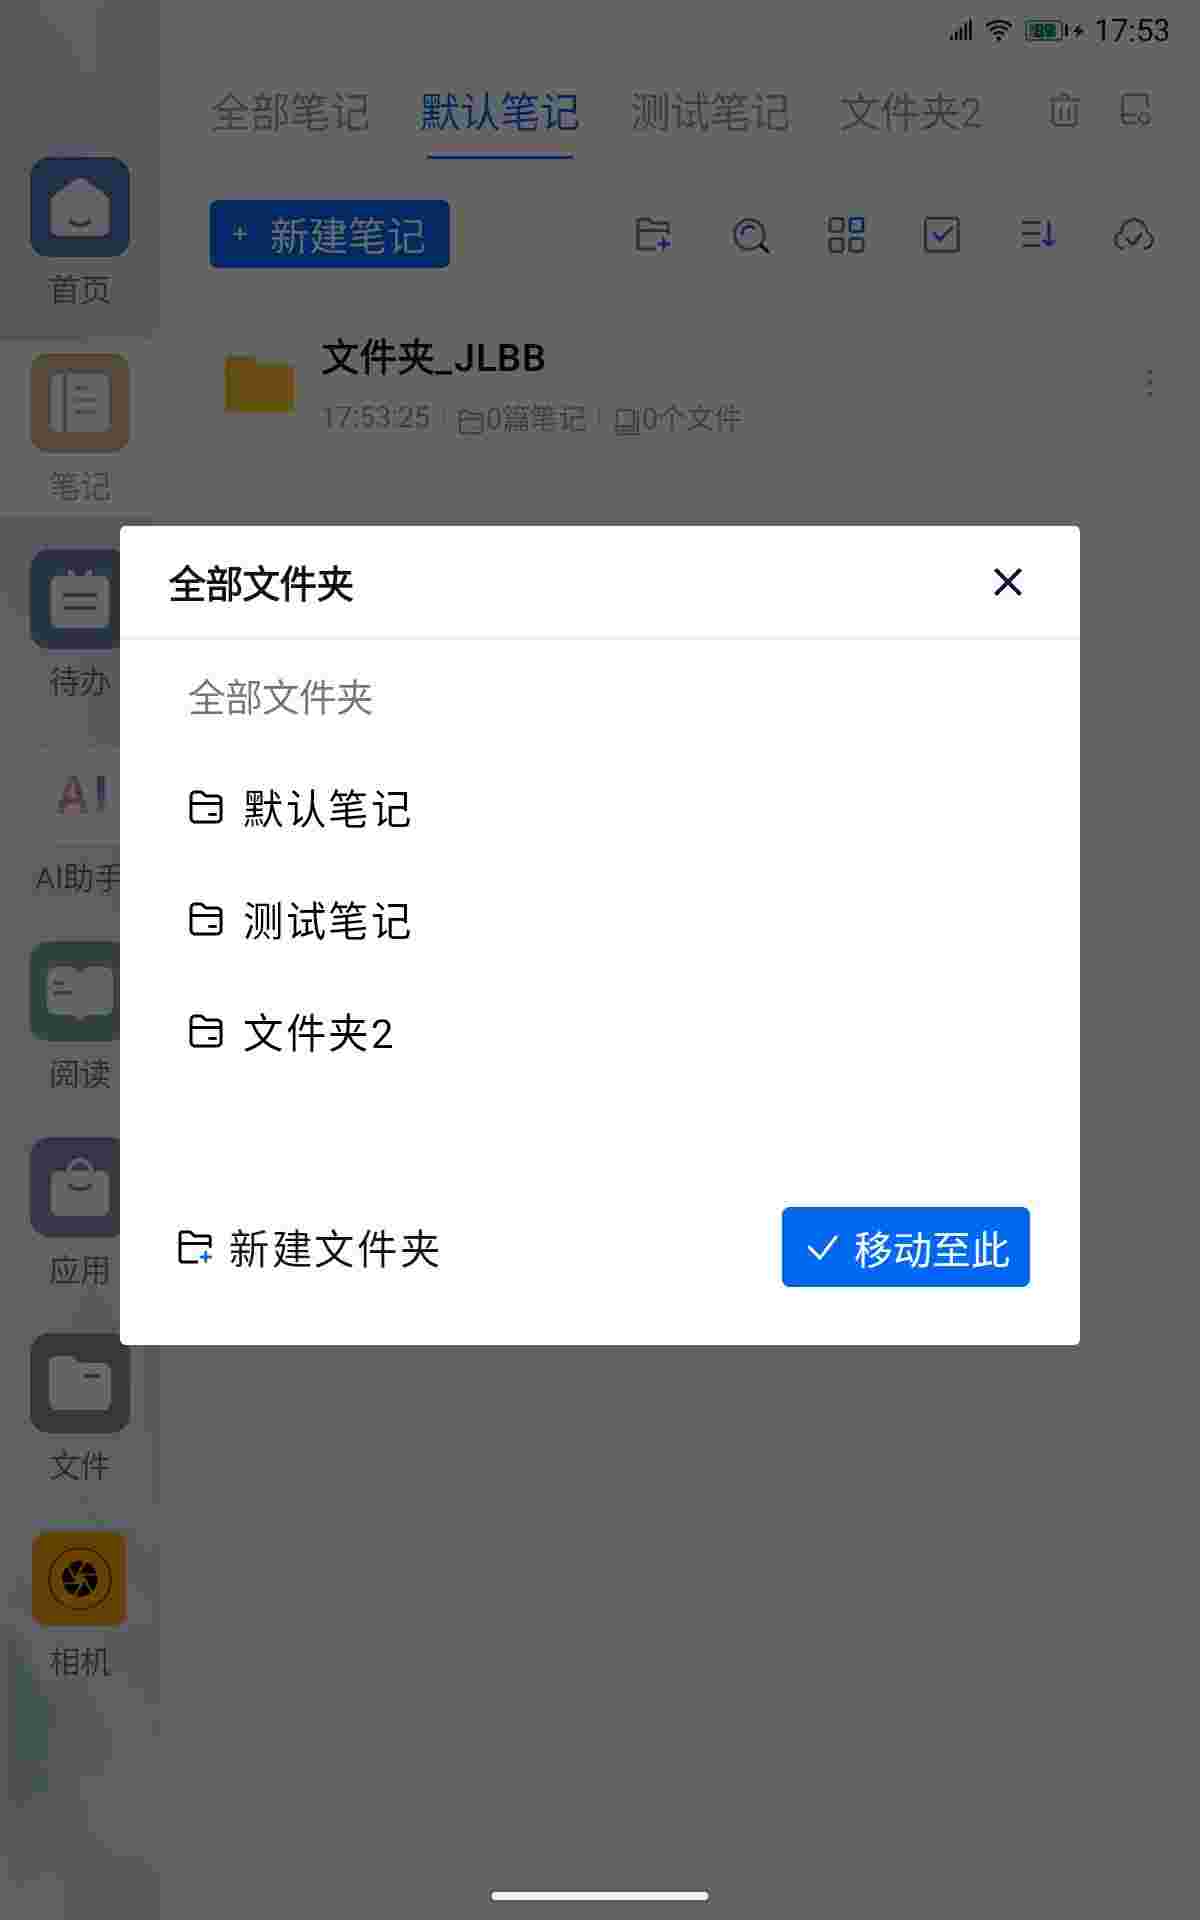 17:53
全部笔记 默认笔记 测试笔记 文件夹2
+ 新建笔记
首页
文件夹_JLBB
17:53:25 0篇笔记 0个文件
笔记
全部文件夹
全部文件夹
待办
默认笔记
AI
AI助手
测试笔记
文件夹2
阅读
新建文件夹 移动至此
应用
文件
相机